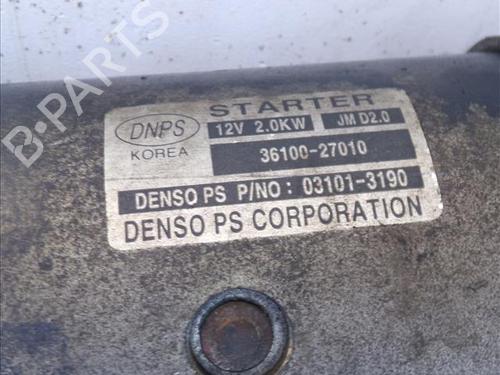 B-PARTS
STARTER
DNPS
KOREA
12V 2.0KW JM D2.0
36100-27010
DENSO PS P/NO : 03101-3190
DENSO PS CORPORATION
B-PARTS